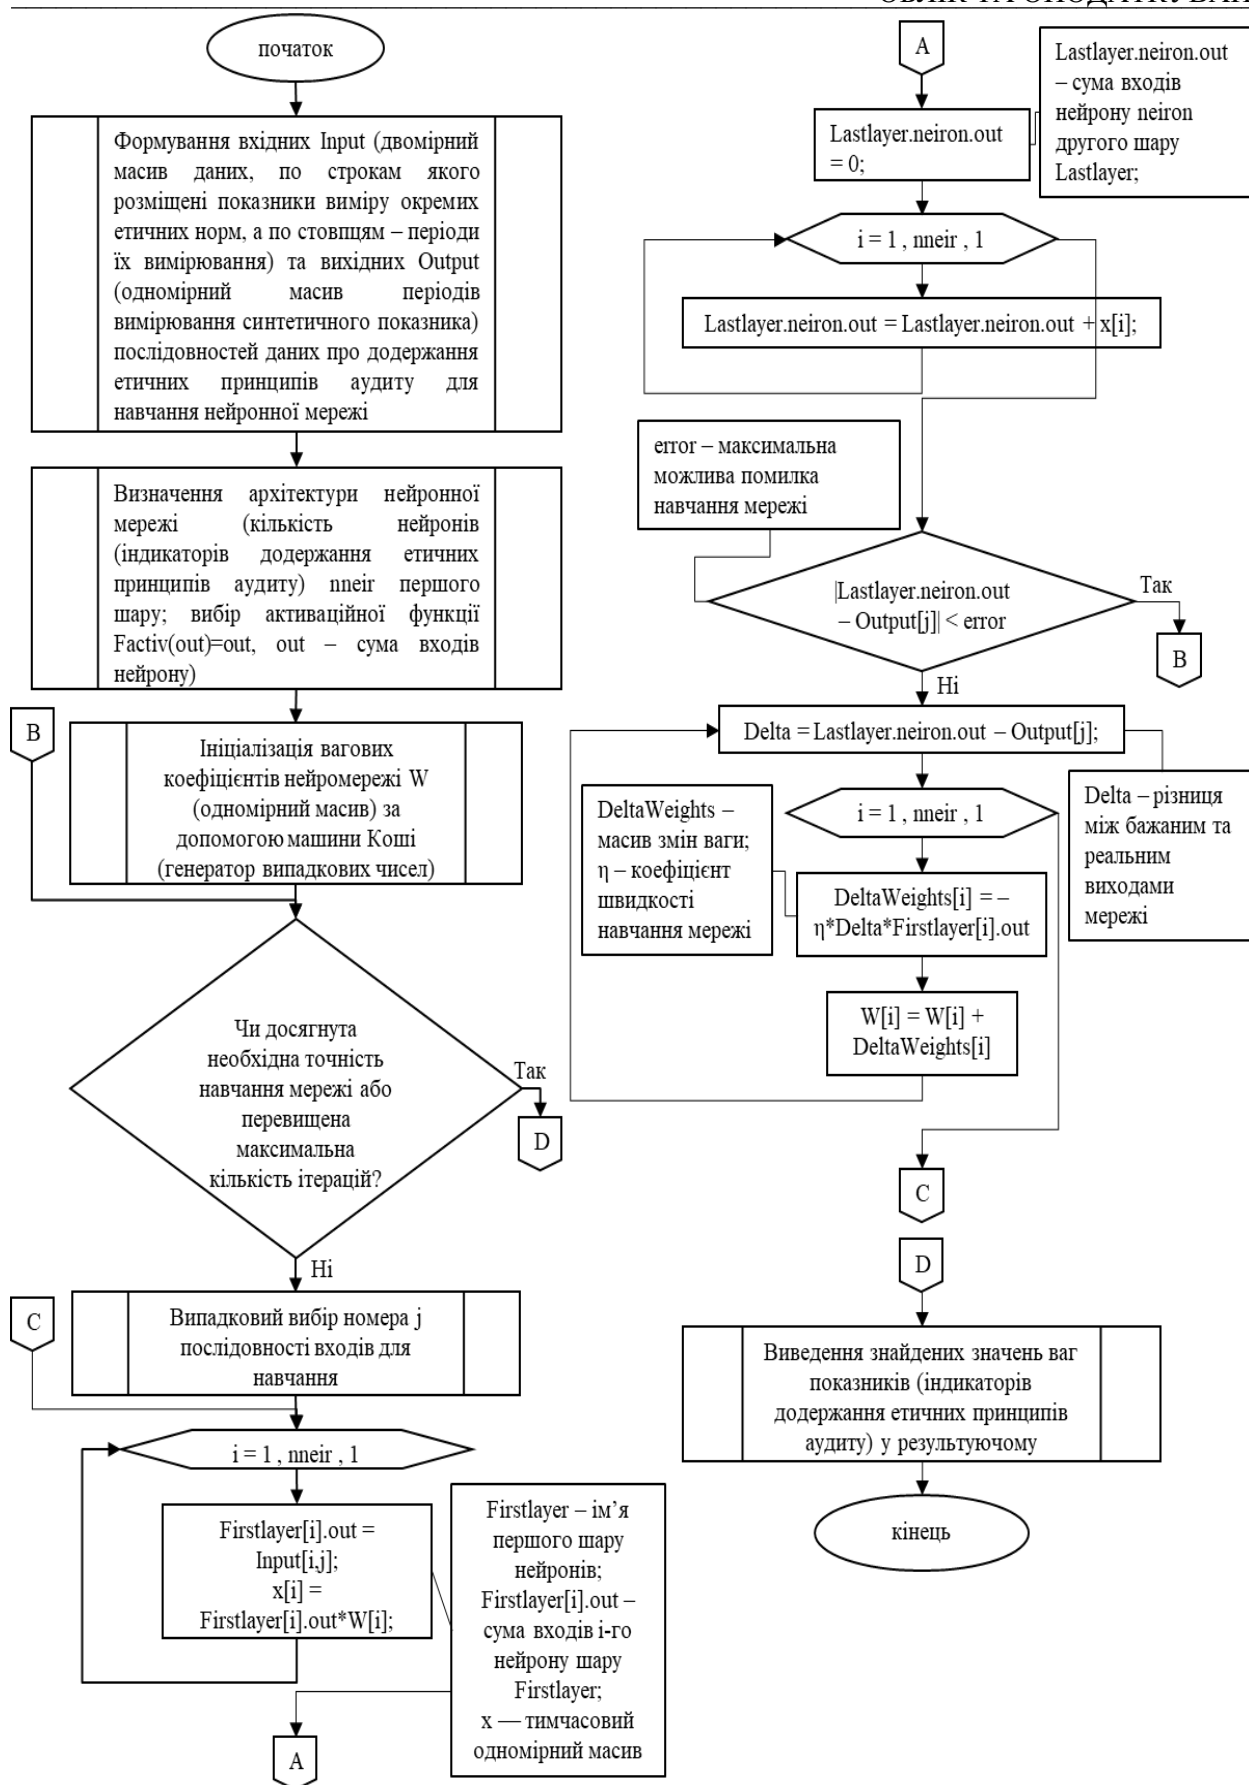 початок
Формування вхідних Input (двомірний
масив даних, по строкам якого
розміщені показники виміру окремих
етичних норм, а по стовпцям – періоди
їх вимірювання) та вихідних Output
(одномірний масив періодів
вимірювання синтетичного показника)
послідовностей даних про додержання
етичних принципів аудиту для
навчання нейронної мережі
Визначення архітектури нейронної
мережі (кількість нейронів
(індикаторів додержання етичних
принципів аудиту) nneir першого
шару; вибір активаційної функції
Factiv(out)=out, out – сума входів
нейрону)
B
Ініціалізація вагових
коефіцієнтів нейромережі W
(одномірний масив) за
допомогою машини Коші
(генератор випадкових чисел)
Чи досягнута
необхідна точність
навчання мережі або
перевищена
максимальна
кількість ітерацій?
Так
D
Ні
C
Випадковий вибір номера j
послідовності входів для
навчання
i = 1 , nneir , 1
Firstlayer[i].out =
Input[i,j];
x[i] =
Firstlayer[i].out*W[i];
Firstlayer – ім’я
першого шару
нейронів;
Firstlayer[i].out –
сума входів і-го
нейрону шару
Firstlayer;
x — тимчасовий
одномірний масив
A
A
Lastlayer.neiron.out
= 0;
Lastlayer.neiron.out
– сума входів
нейрону neiron
другого шару
Lastlayer;
i = 1 , nneir , 1
Lastlayer.neiron.out = Lastlayer.neiron.out + x[i];
error – максимальна
можлива помилка
навчання мережі
|Lastlayer.neiron.out
– Output[j]| < error
Так
B
Ні
Delta = Lastlayer.neiron.out – Output[j];
DeltaWeights –
масив змін ваги;
η – коефіцієнт
швидкості
навчання мережі
i = 1 , nneir , 1
Delta – різниця
між бажаним та
реальним
виходами
мережі
DeltaWeights[i] = –
η*Delta*Firstlayer[i].out
W[i] = W[i] +
DeltaWeights[i]
C
D
Виведення знайдених значень ваг
показників (індикаторів
додержання етичних принципів
аудиту) у результуючому
кінець